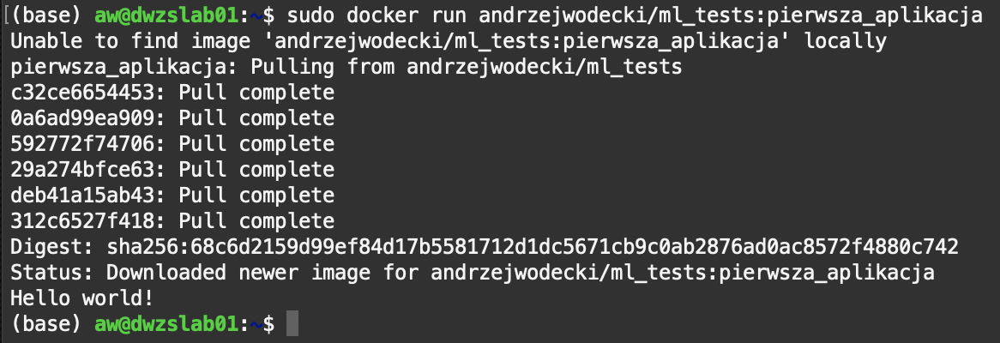 (base) aw@dwzslab01:~$ sudo docker run andrzejwodecki/ml_tests:pierwsza_aplikacja
Unable to find image 'andrzejwodecki/ml_tests:pierwsza_aplikacja' locally
pierwsza_aplikacja: Pulling from andrzejwodecki/ml_tests
c32ce6654453: Pull complete
0a6ad99ea909: Pull complete
592772f74706: Pull complete
29a274bfce63: Pull complete
deb41a15ab43: Pull complete
312c6527f418: Pull complete
Digest: sha256:68c6d2159d99ef84d17b5581712d1dc5671cb9c0ab2876ad0ac8572f4880c742
Status: Downloaded newer image for andrzejwodecki/ml_tests:pierwsza_aplikacja
Hello world!
(base) aw@dwzslab01:~$